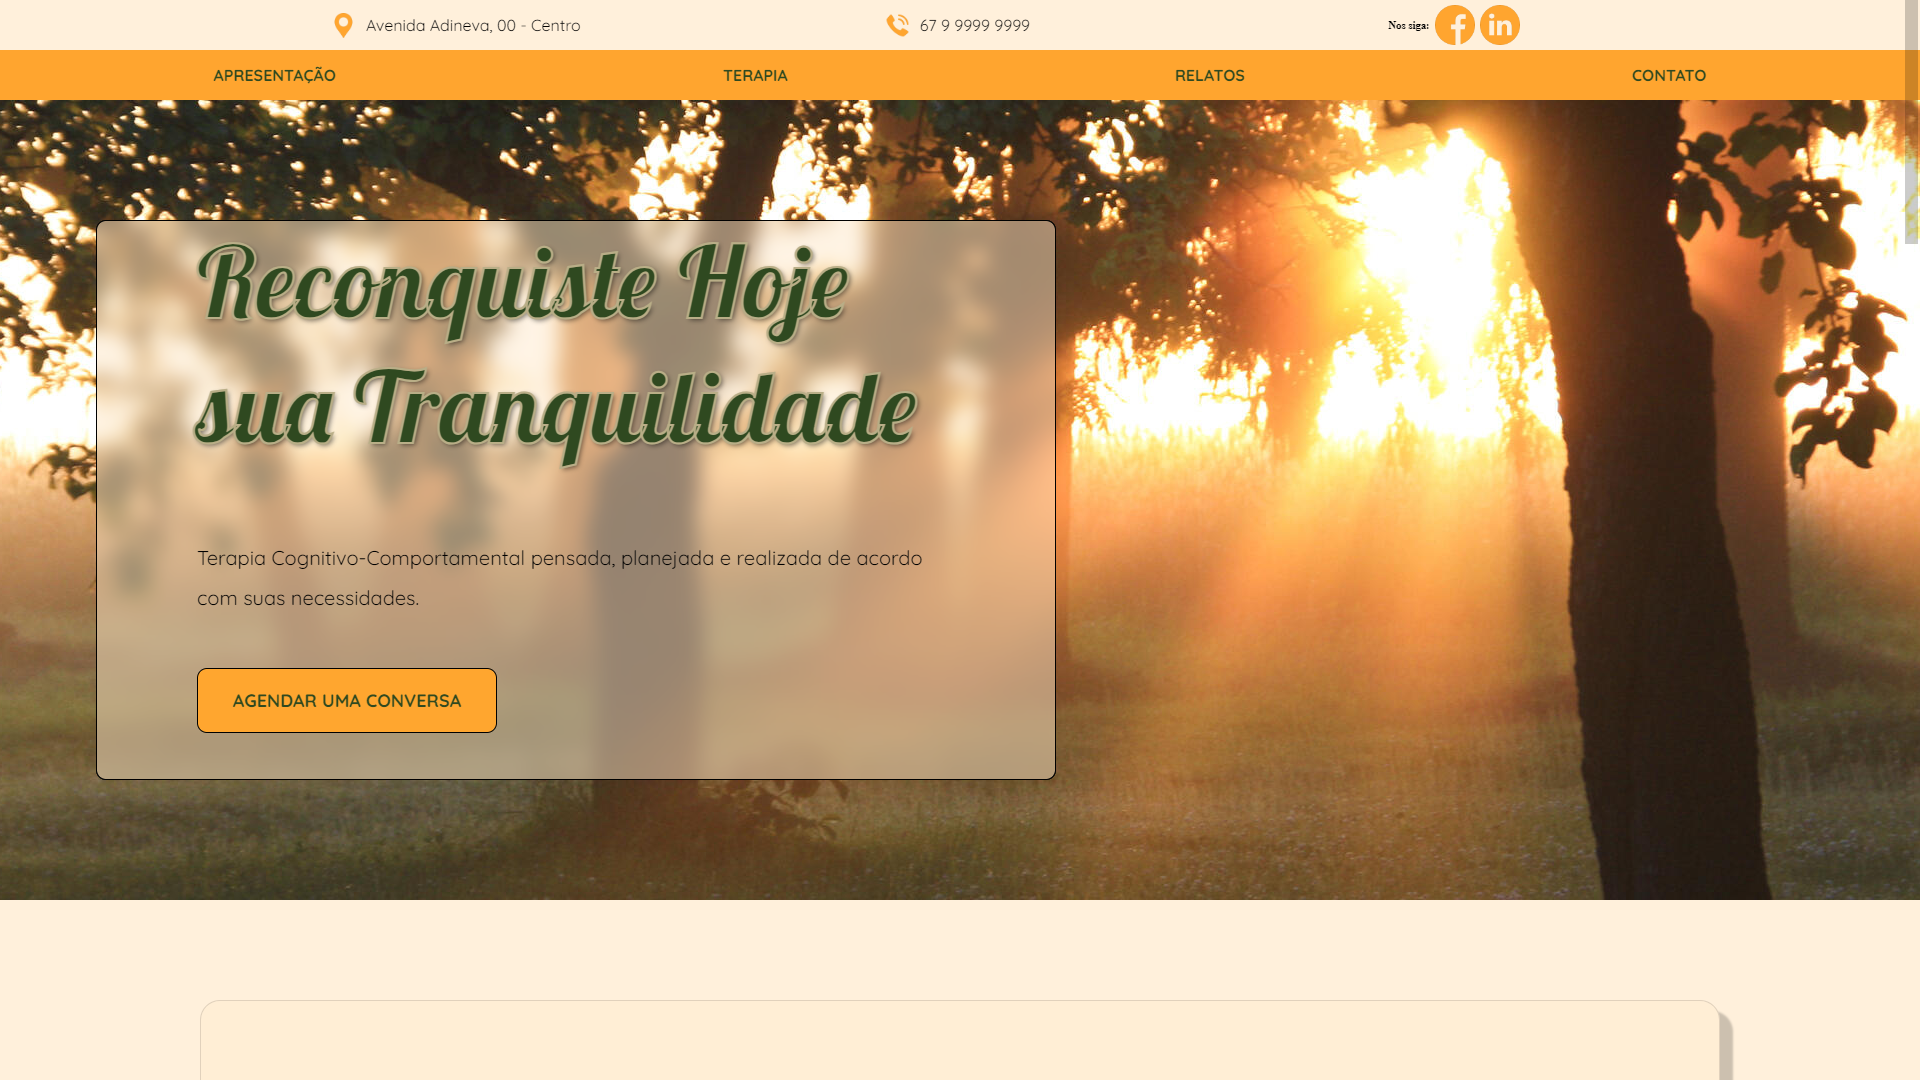 Avenida Adineva, 00 - Centro
67 9 9999 9999
Nos siga:
APRESENTAÇÃO
TERAPIA
RELATOS
CONTATO
Reconquiste Hoje
sua Tranquilidade
Terapia Cognitivo-Comportamental pensada, planejada e realizada de acordo
com suas necessidades.
AGENDAR UMA CONVERSA